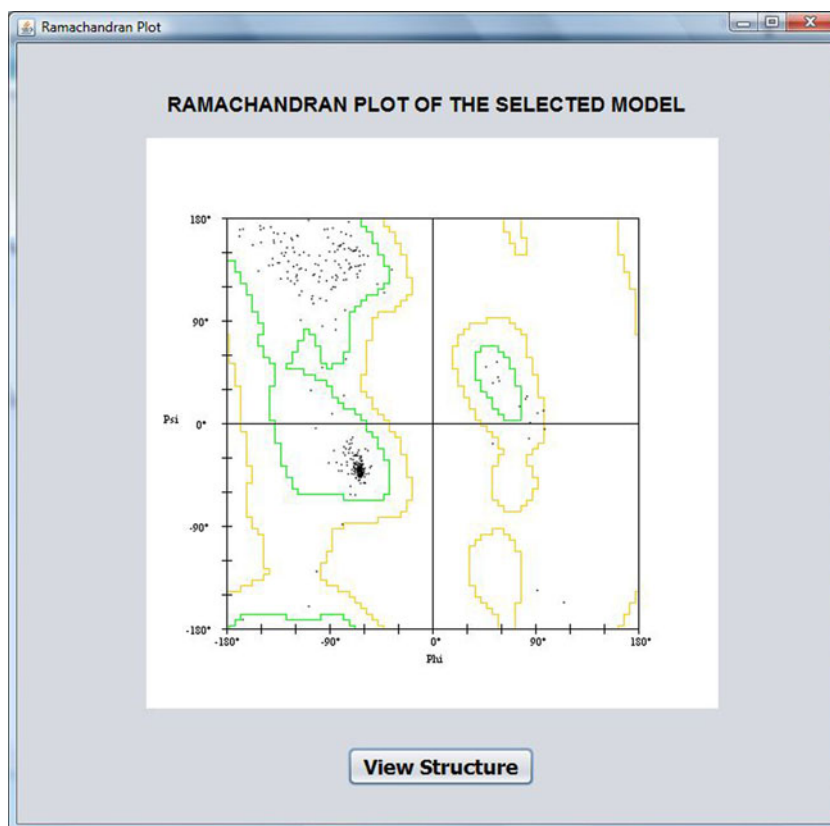 Ramachandran Plot
RAMACHANDRAN PLOT OF THE SELECTED MODEL
180°
90°
Psi
0°
-90°
-180°
-180°
-90°
0°
90°
180°
Phi
View Structure